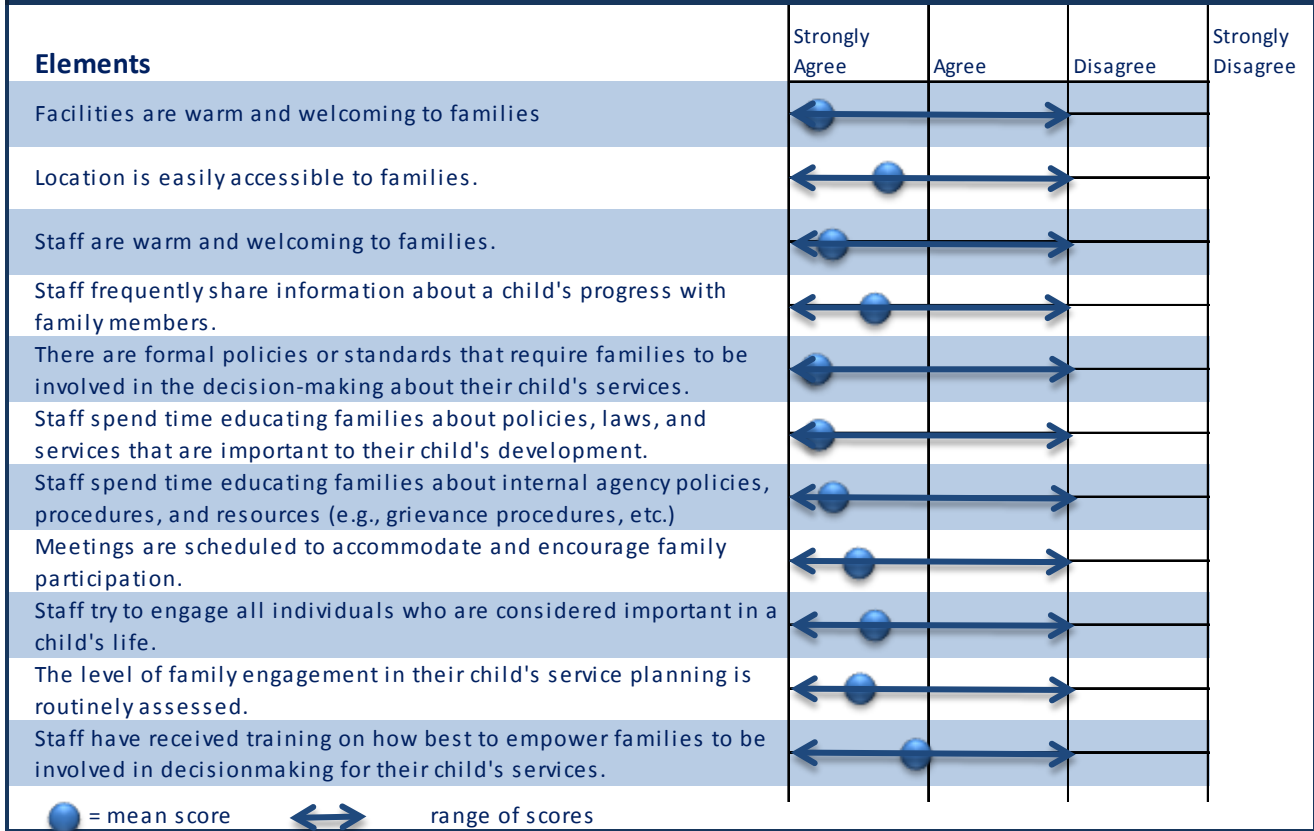 Elements
Strongly
Agree
Agree
Disagree
Strongly
Disagree
Facilities are warm and welcoming to families
Location is easily accessible to families.
Staff are warm and welcoming to families.
Staff frequently share information about a child's progress with
family members.
There are formal policies or standards that require families to be
involved in the decision-making about their child's services.
Staff spend time educating families about policies, laws, and
services that are important to their child's development.
Staff spend time educating families about internal agency policies,
procedures, and resources (e.g., grievance procedures, etc.)
Meetings are scheduled to accommodate and encourage family
participation.
Staff try to engage all individuals who are considered important in a
child's life.
The level of family engagement in their child's service planning is
routinely assessed.
Staff have received training on how best to empower families to be
involved in decisionmaking for their child's services.
= mean score range of scores